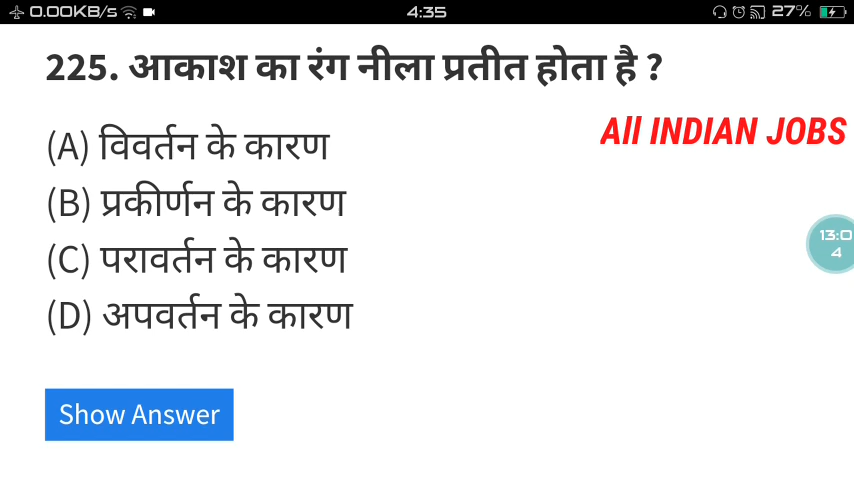 0.00KB/s 4:35 27%
225. आकाश का रंग नीला प्रतीत होता है ?
All INDIAN JOBS
(A) विवर्तन के कारण
(B) प्रकीर्णन के कारण
13:0
4
(C) परावर्तन के कारण
(D) अपवर्तन के कारण
Show Answer